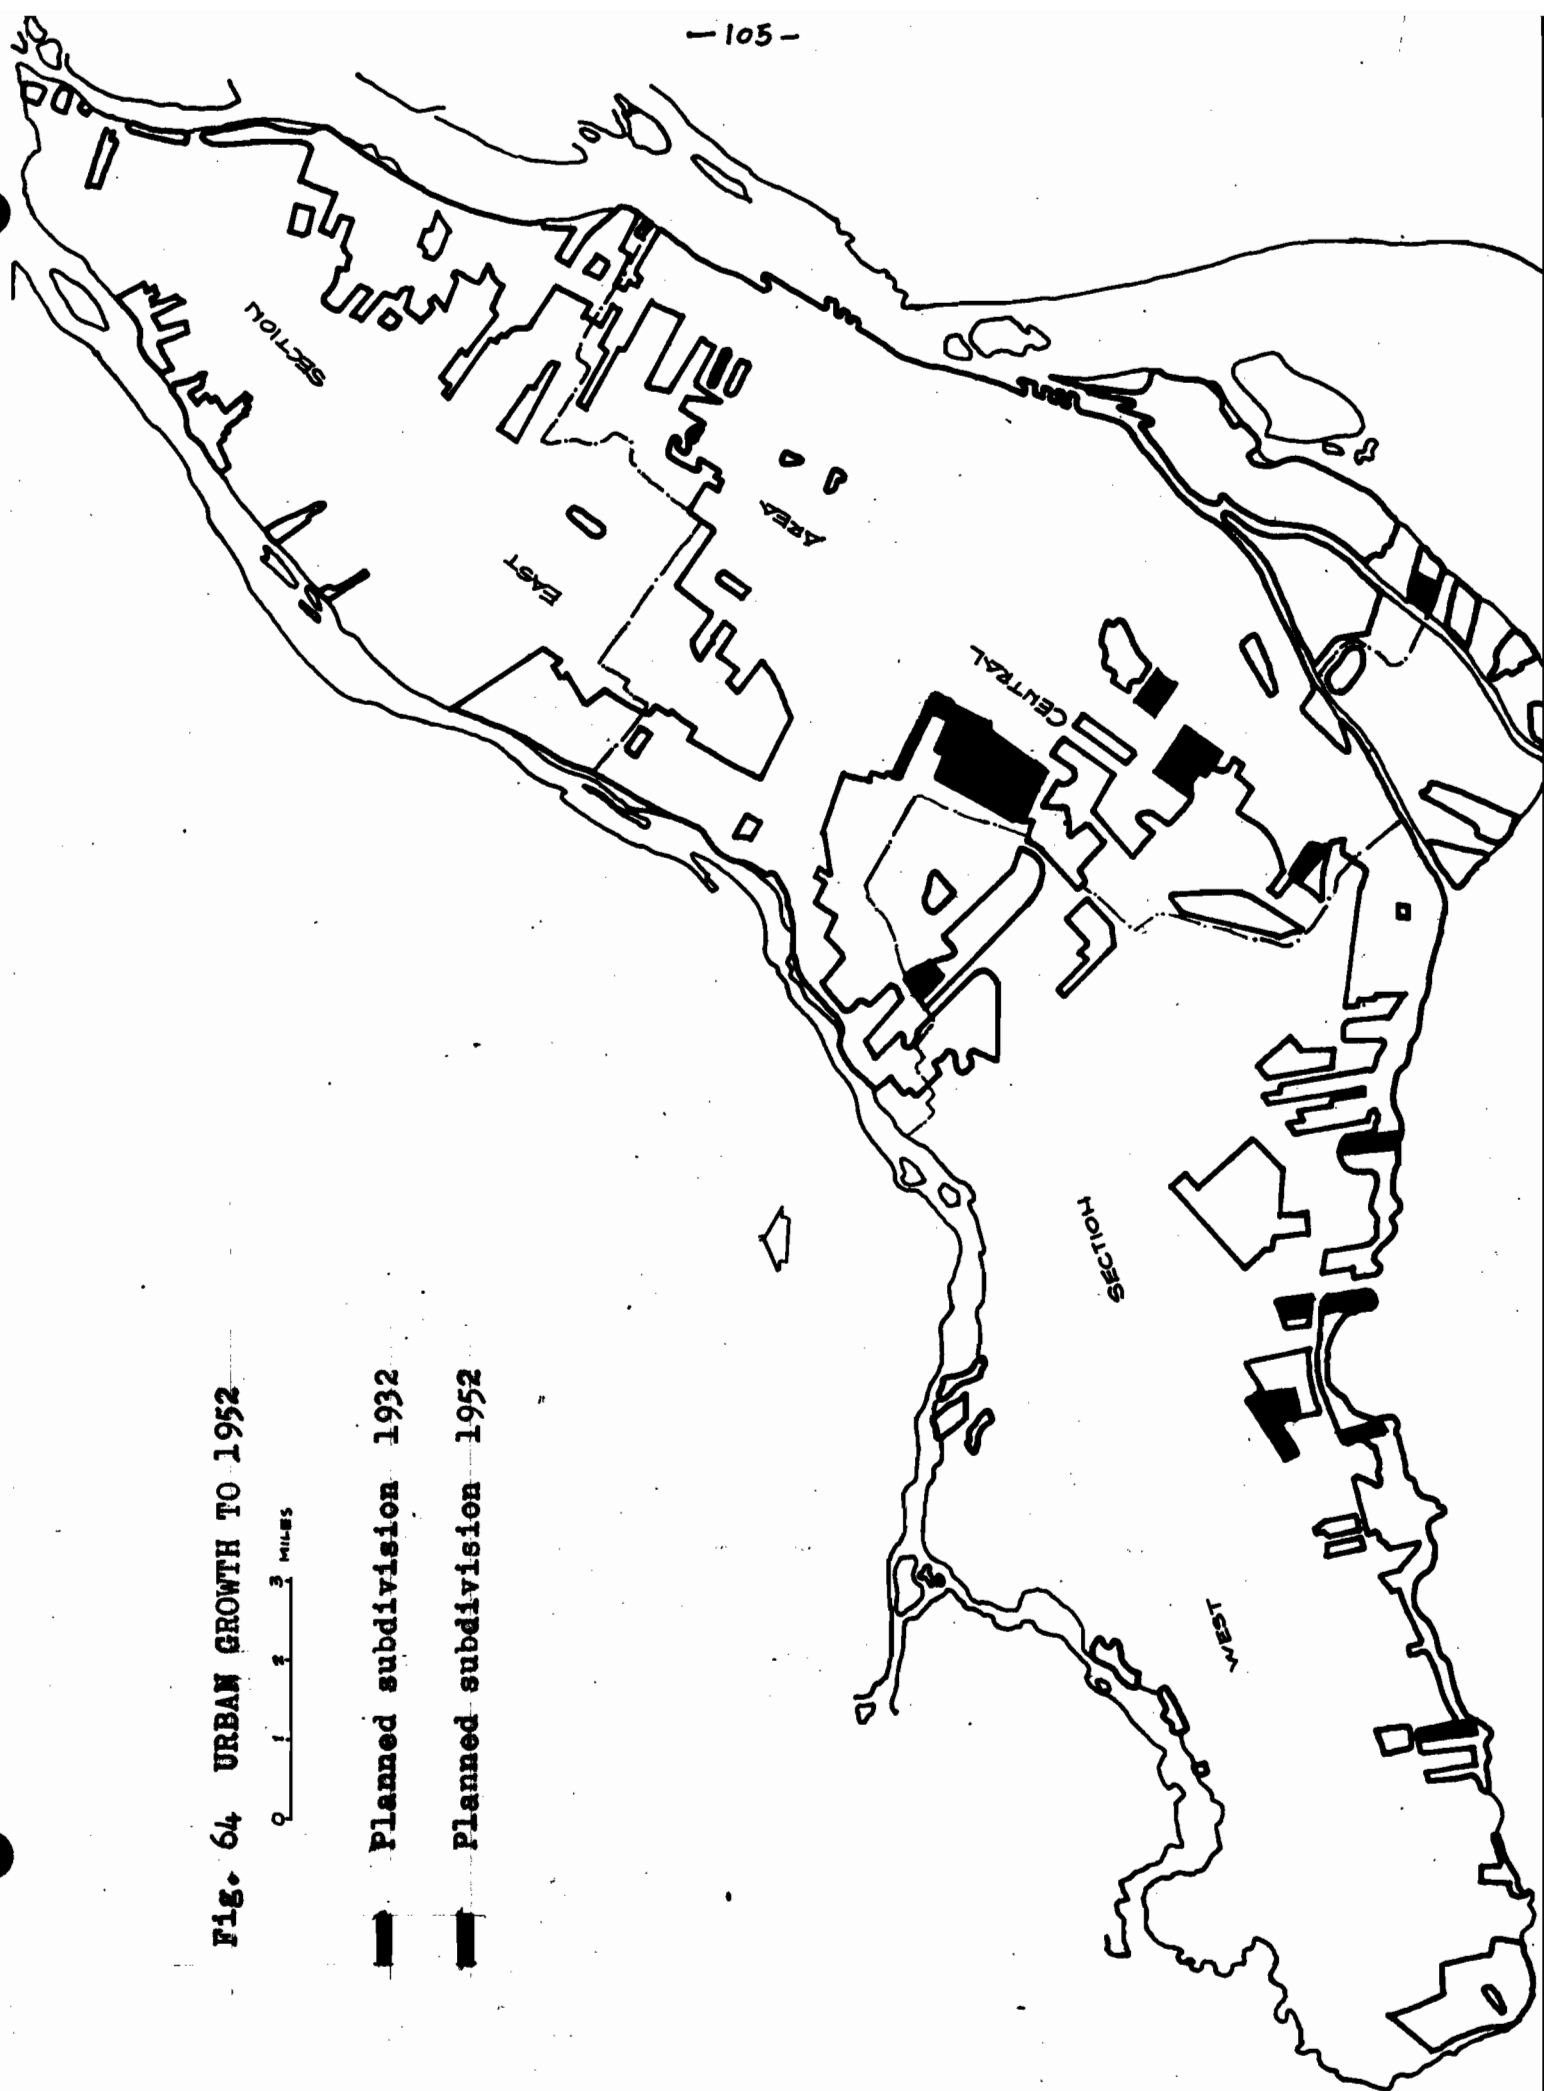 —105-
Fig. 64 URBAN GROWTH TO 1952
0 1 2 3 MILES
Planned subdivision 1932
Planned subdivision 1952
WEST
SECTION
CENTRAL
AREA
EAST
SECTION